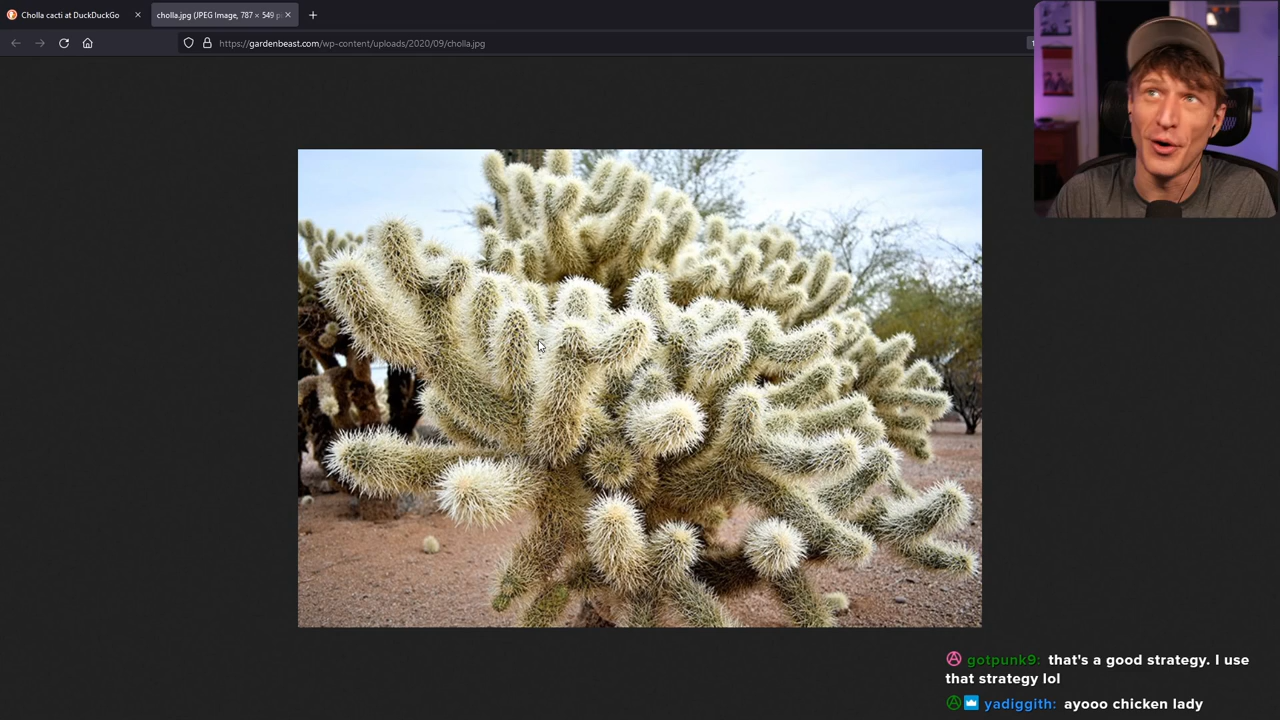 Cholla cacti at DuckDuckGo
cholla.jpg (JPEG Image, 787 × 549 p
https://gardenbeast.com/wp-content/uploads/2020/09/cholla.jpg
gotpunk9: that's a good strategy. I use
that strategy lol
yadiggith: ayooo chicken lady